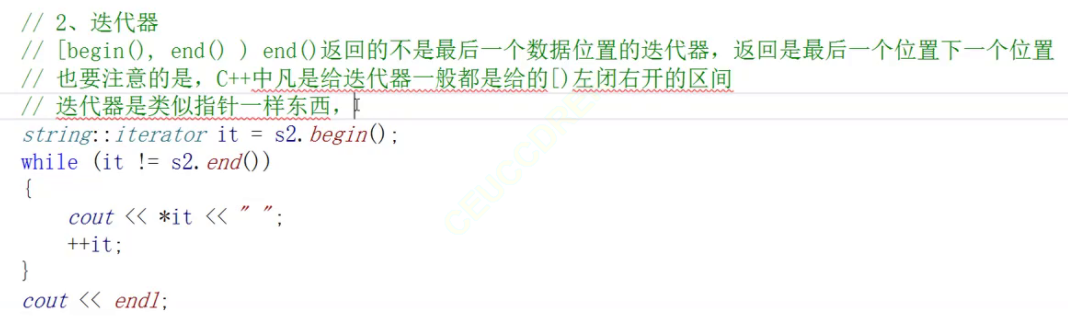 // 2、迭代器
// [begin(), end() ) end()返回的不是最后一个数据位置的迭代器，返回是最后一个位置下一个位置
// 也要注意的是，C++中凡是给迭代器一般都是给的[)左闭右开的区间
// 迭代器是类似指针一样东西，
string::iterator it = s2.begin();
while (it != s2.end())
{
    cout << *it << " ";
    ++it;
}
cout << endl;